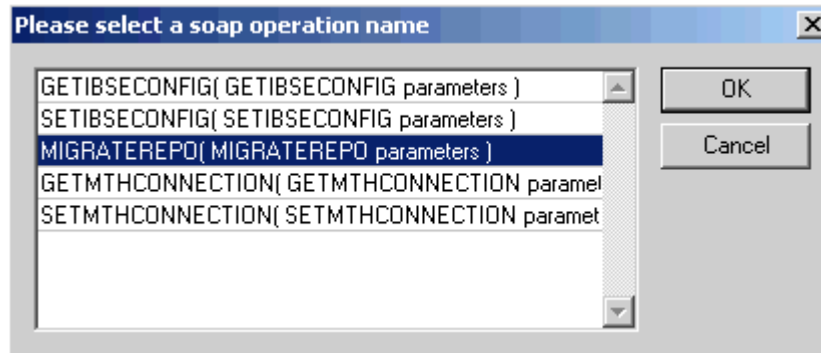 Please select a soap operation name
GETIBSECONFIG( GETIBSECONFIG parameters )
SETIBSECONFIG( SETIBSECONFIG parameters )
MIGRATEREPO( MIGRATEREPO parameters )
GETMTHCONNECTION( GETMTHCONNECTION paramet
SETMTHCONNECTION( SETMTHCONNECTION paramet
OK
Cancel